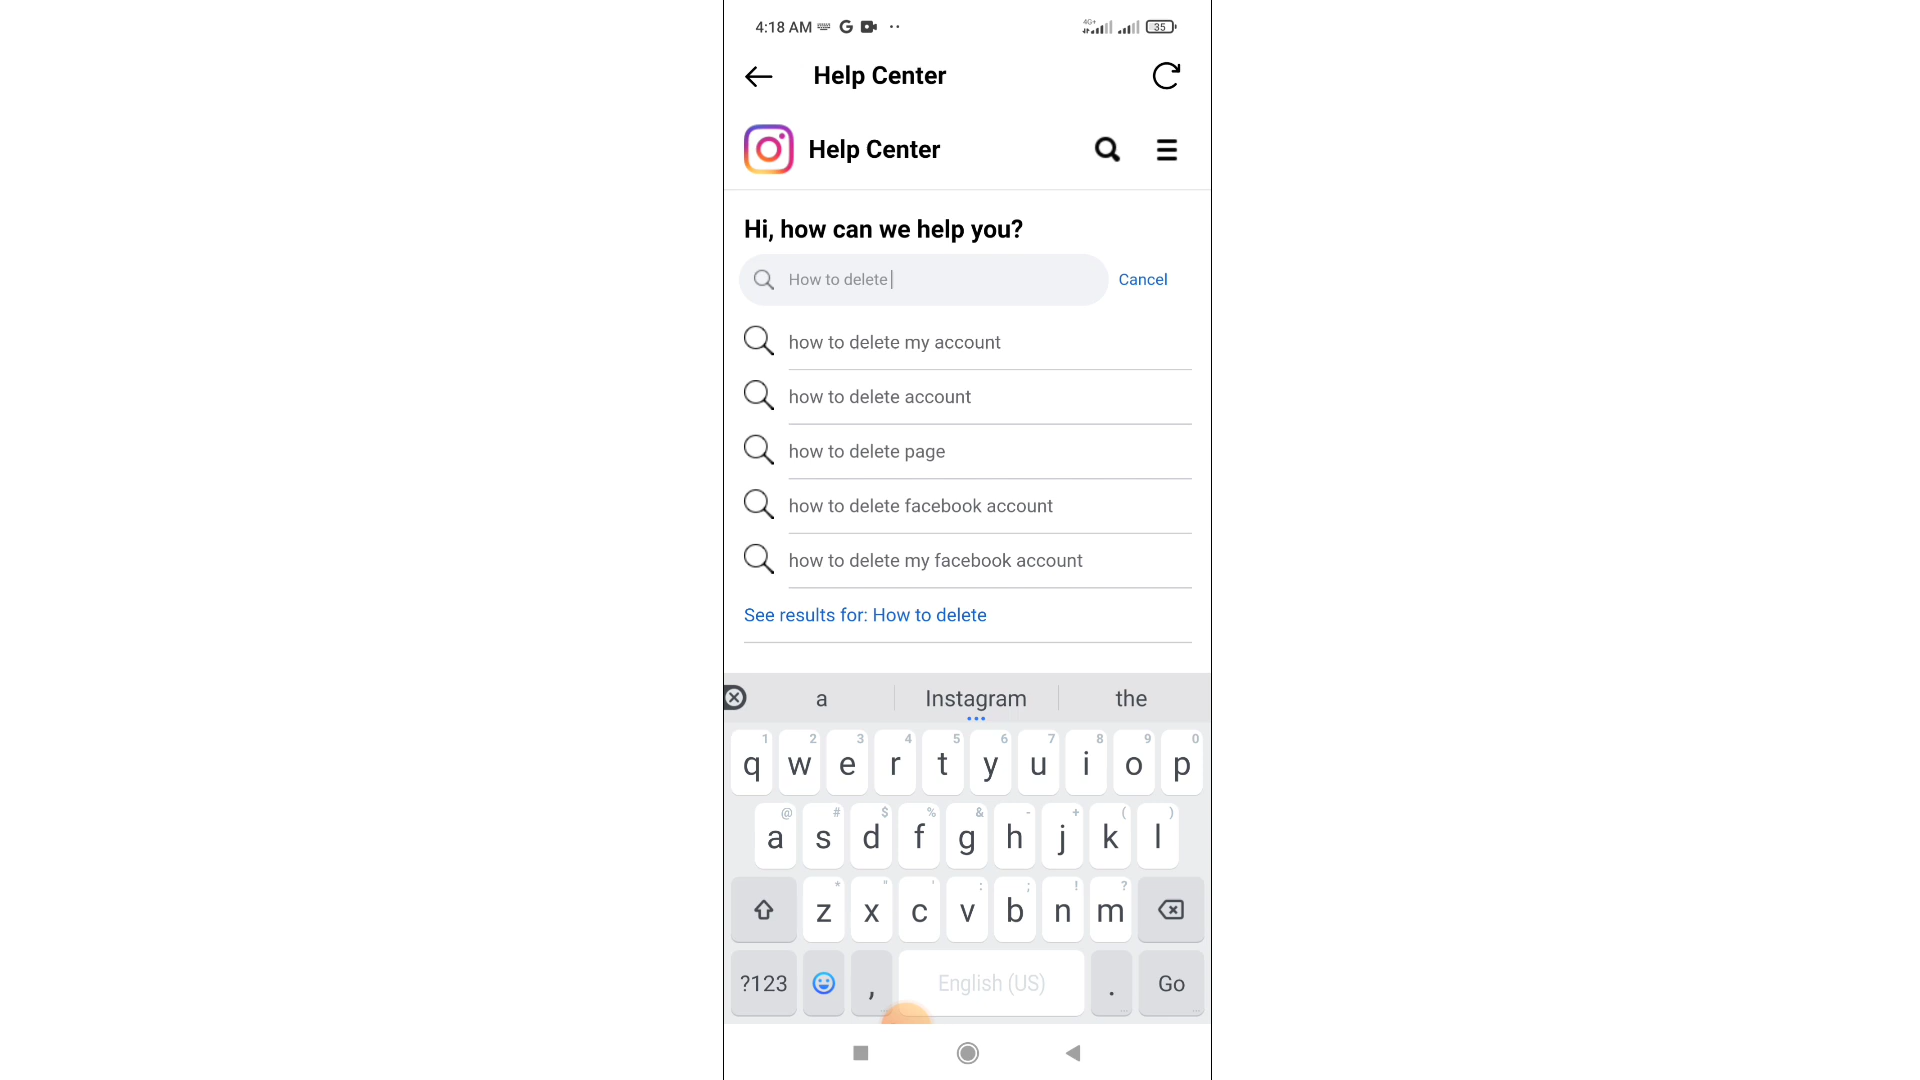 4:18 AM
4G+
35
Help Center
Help Center
Hi, how can we help you?
How to delete
Cancel
how to delete my account
how to delete account
how to delete page
how to delete facebook account
how to delete my facebook account
See results for: How to delete
a Instagram the
1 2 3 4 5 6 7 8 9 0
q w e r t y u i o p
@ # $ % & - + ( )
a s d f g h j k l
* " ' : ; ! ?
z x c v b n m
?123 , English (US) . Go